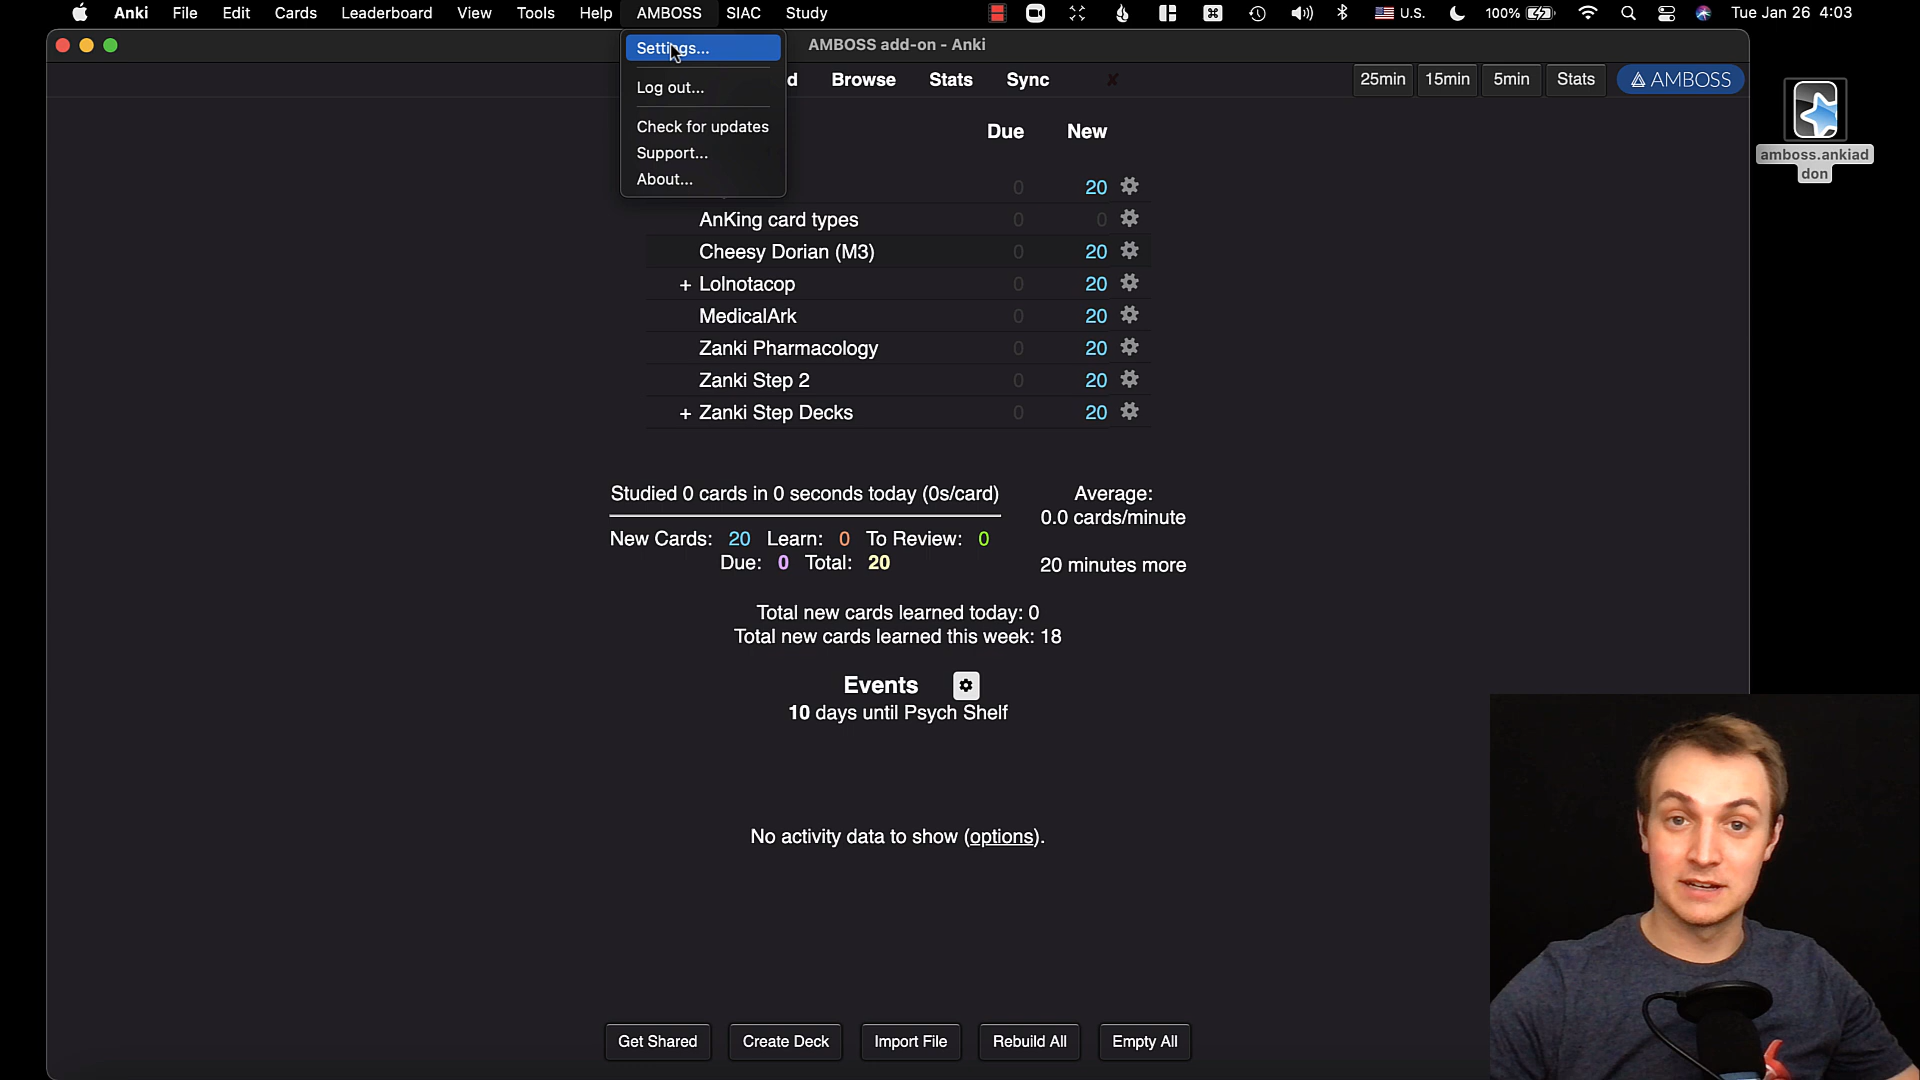 Anki File Edit Cards Leaderboard View Tools Help AMBOSS SIAC Study U.S. 100% Tue Jan 26 4:03
AMBOSS add-on - Anki
Settings...
Log out...
Check for updates
Support...
About...
d Browse Stats Sync ✗ 25min 15min 5min Stats AMBOSS
amboss.ankiad
don
Due New
0 20
AnKing card types 0 0
Cheesy Dorian (M3) 0 20
+ Lolnotacop 0 20
MedicalArk 0 20
Zanki Pharmacology 0 20
Zanki Step 2 0 20
+ Zanki Step Decks 0 20
Studied 0 cards in 0 seconds today (0s/card)
New Cards: 20 Learn: 0 To Review: 0
Due: 0 Total: 20
Average:
0.0 cards/minute
20 minutes more
Total new cards learned today: 0
Total new cards learned this week: 18
Events
10 days until Psych Shelf
No activity data to show (options).
Get Shared Create Deck Import File Rebuild All Empty All